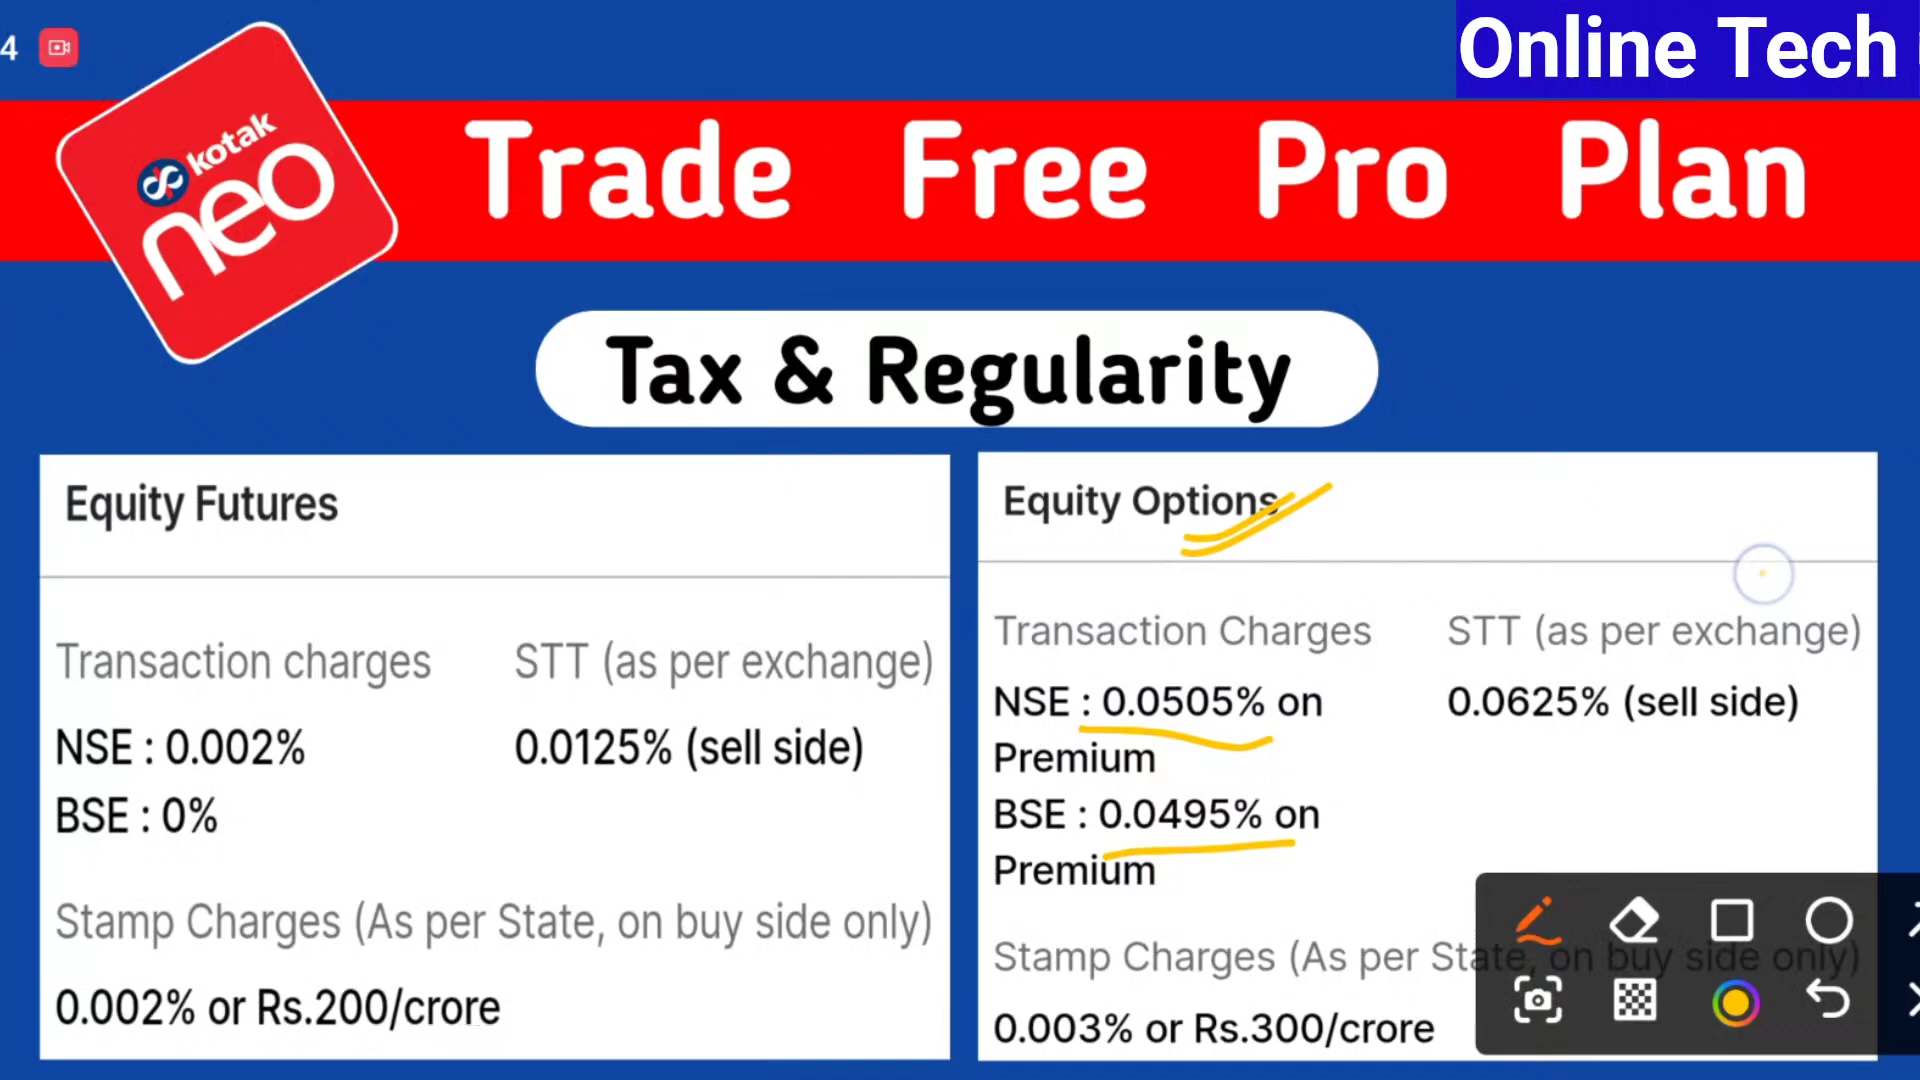 4
Online Tech
kotak
neo
Trade Free Pro Plan
Tax & Regularity
Equity Futures
Transaction charges
STT (as per exchange)
NSE : 0.002%
0.0125% (sell side)
BSE : 0%
Stamp Charges (As per State, on buy side only)
0.002% or Rs.200/crore
Equity Options
Transaction Charges
STT (as per exchange)
NSE : 0.0505% on
0.0625% (sell side)
Premium
BSE : 0.0495% on
Premium
Stamp Charges (As per State, on buy side only)
0.003% or Rs.300/crore